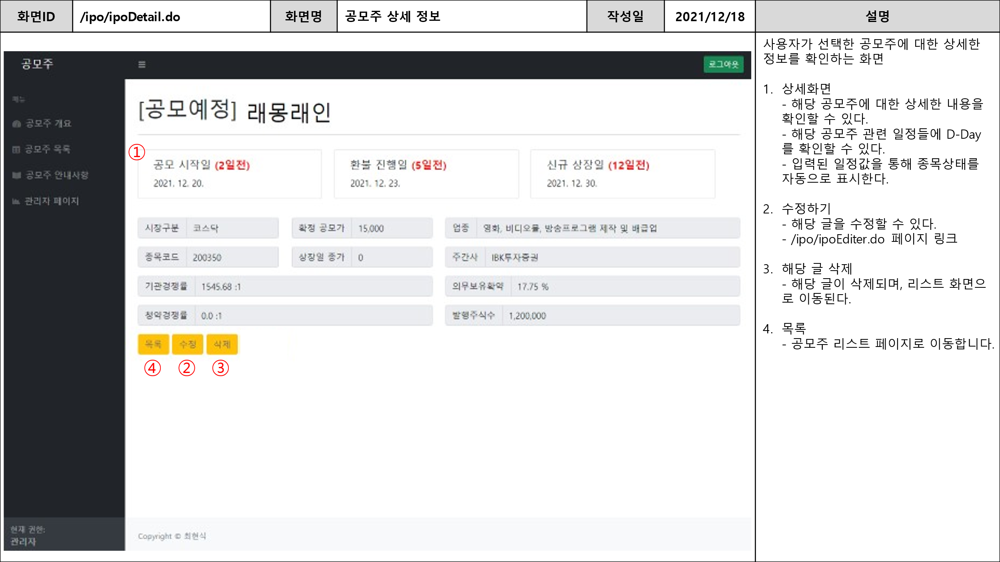 화면ID /ipo/ipoDetail.do 화면명 공모주 상세 정보 작성일 2021/12/18 설명
공모주 로그아웃
메뉴
공모주 개요
공모주 목록
공모주 안내사항
관리자 페이지
[공모예정] 래몽래인
①
공모 시작일 (2일전) 환불 진행일 (5일전) 신규 상장일 (12일전)
2021. 12. 20. 2021. 12. 23. 2021. 12. 30.
시장구분 코스닥 확정 공모가 15,000 업종 영화, 비디오물, 방송프로그램 제작 및 배급업
종목코드 200350 상장일 종가 0 주간사 IBK투자증권
기관경쟁률 1545.68 :1 의무보유확약 17.75 %
청약경쟁률 0.0 :1 발행주식수 1,200,000
목록 수정 삭제
④ ② ③
현재 권한:
관리자
Copyright © 최현식
사용자가 선택한 공모주에 대한 상세한
정보를 확인하는 화면
1. 상세화면
- 해당 공모주에 대한 상세한 내용을
확인할 수 있다.
- 해당 공모주 관련 일정들에 D-Day
를 확인할 수 있다.
- 입력된 일정값을 통해 종목상태를
자동으로 표시한다.
2. 수정하기
- 해당 글을 수정할 수 있다.
- /ipo/ipoEditer.do 페이지 링크
3. 해당 글 삭제
- 해당 글이 삭제되며, 리스트 화면으
로 이동된다.
4. 목록
- 공모주 리스트 페이지로 이동합니다.